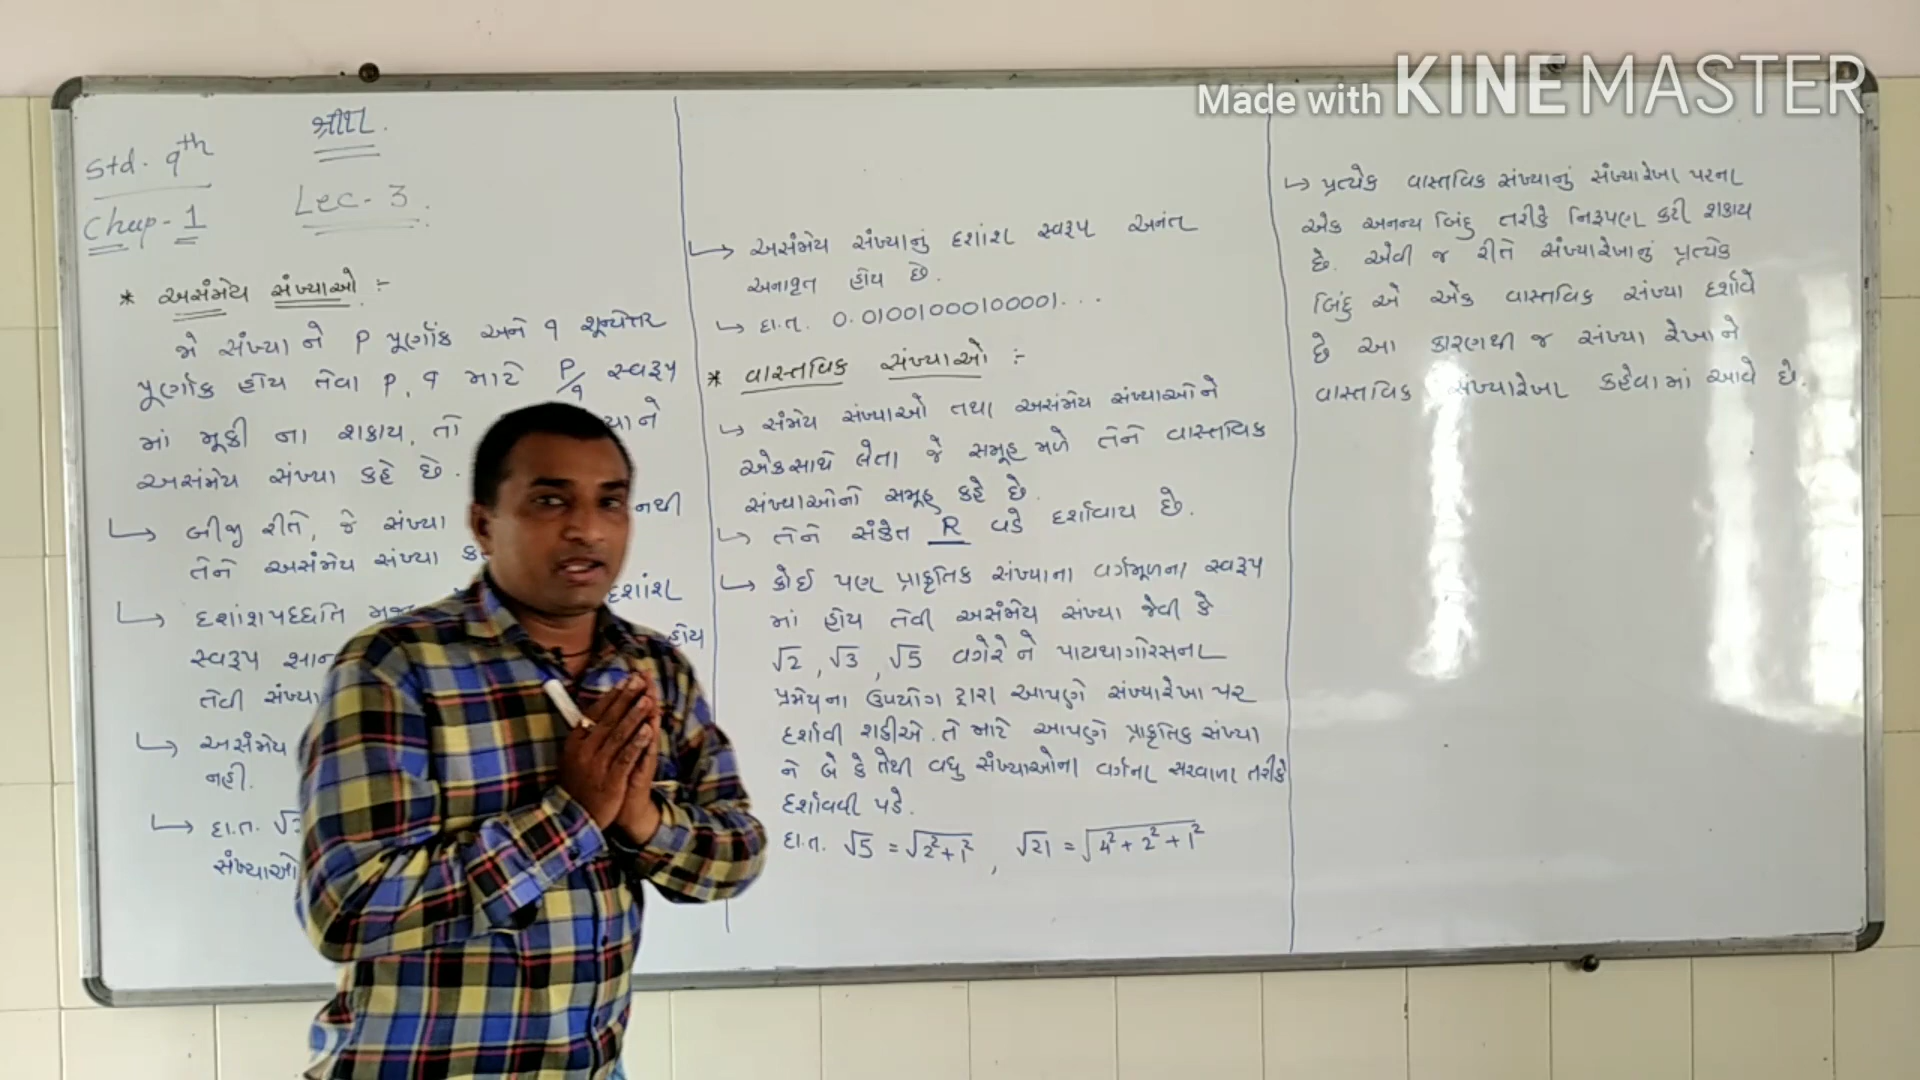 Made with KINEMASTER
Std. 9th
Chap-1
Lec-3.
* અસંમેય સંખ્યાઓ :-
જે સંખ્યા ને P પૂર્ણાંક અને q શૂન્યેત્તર
પૂર્ણાંક હોય તેવા P, q માટે P/q સ્વરૂપ
માં મૂકી ના શકાય, તો
અસંમેય સંખ્યા કહે છે.
↳ બીજી રીતે, જે સંખ્યા નથી
તેને અસંમેય સંખ્યા
↳ દશાંશપદ્ધતિ દશાંશ
સ્વરૂપ હોય
તેવી સંખ્યા
↳ અસંમેય
નહી.
↳ દા.ત.
સંખ્યાઓ
↳ અસંમેય સંખ્યાનું દશાંશ સ્વરૂપ અનંત
અનાવૃત હોય છે.
↳ દા.ત. 0.0100100010001...
* વાસ્તવિક સંખ્યાઓ :-
↳ સંમેય સંખ્યાઓ તથા અસંમેય સંખ્યાઓને
એકસાથે લેતા જે સમૂહ મળે તેને વાસ્તવિક
સંખ્યાઓનો સમૂહ કહે છે.
↳ તેને સંકેત R વડે દર્શાવાય છે.
↳ કોઈ પણ પ્રાકૃતિક સંખ્યાના વર્ગમૂળના સ્વરૂપ
માં હોય તેવી અસંમેય સંખ્યા જેવી કે
√2, √3, √5 વગેરે ને પાયથાગોરસના
પ્રમેયના ઉપયોગ દ્વારા આપણે સંખ્યારેખા પર
દર્શાવી શકીએ. તે માટે આપણે પ્રાકૃતિક સંખ્યા
ને બે કે તેથી વધુ સંખ્યાઓના વર્ગના સરવાળા તરીકે
દર્શાવવી પડે.
દા.ત. √5 = √2²+1² , √21 = √4²+2²+1²
↳ પ્રત્યેક વાસ્તવિક સંખ્યાનું સંખ્યારેખા પરના
એક અનન્ય બિંદુ તરીકે નિરૂપણ કરી શકાય
છે. એવી જ રીતે સંખ્યારેખાનું પ્રત્યેક
બિંદુ એ એક વાસ્તવિક સંખ્યા દર્શાવે
છે આ કારણથી જ સંખ્યા રેખાને
વાસ્તવિક સંખ્યારેખા કહેવામાં આવે છે.